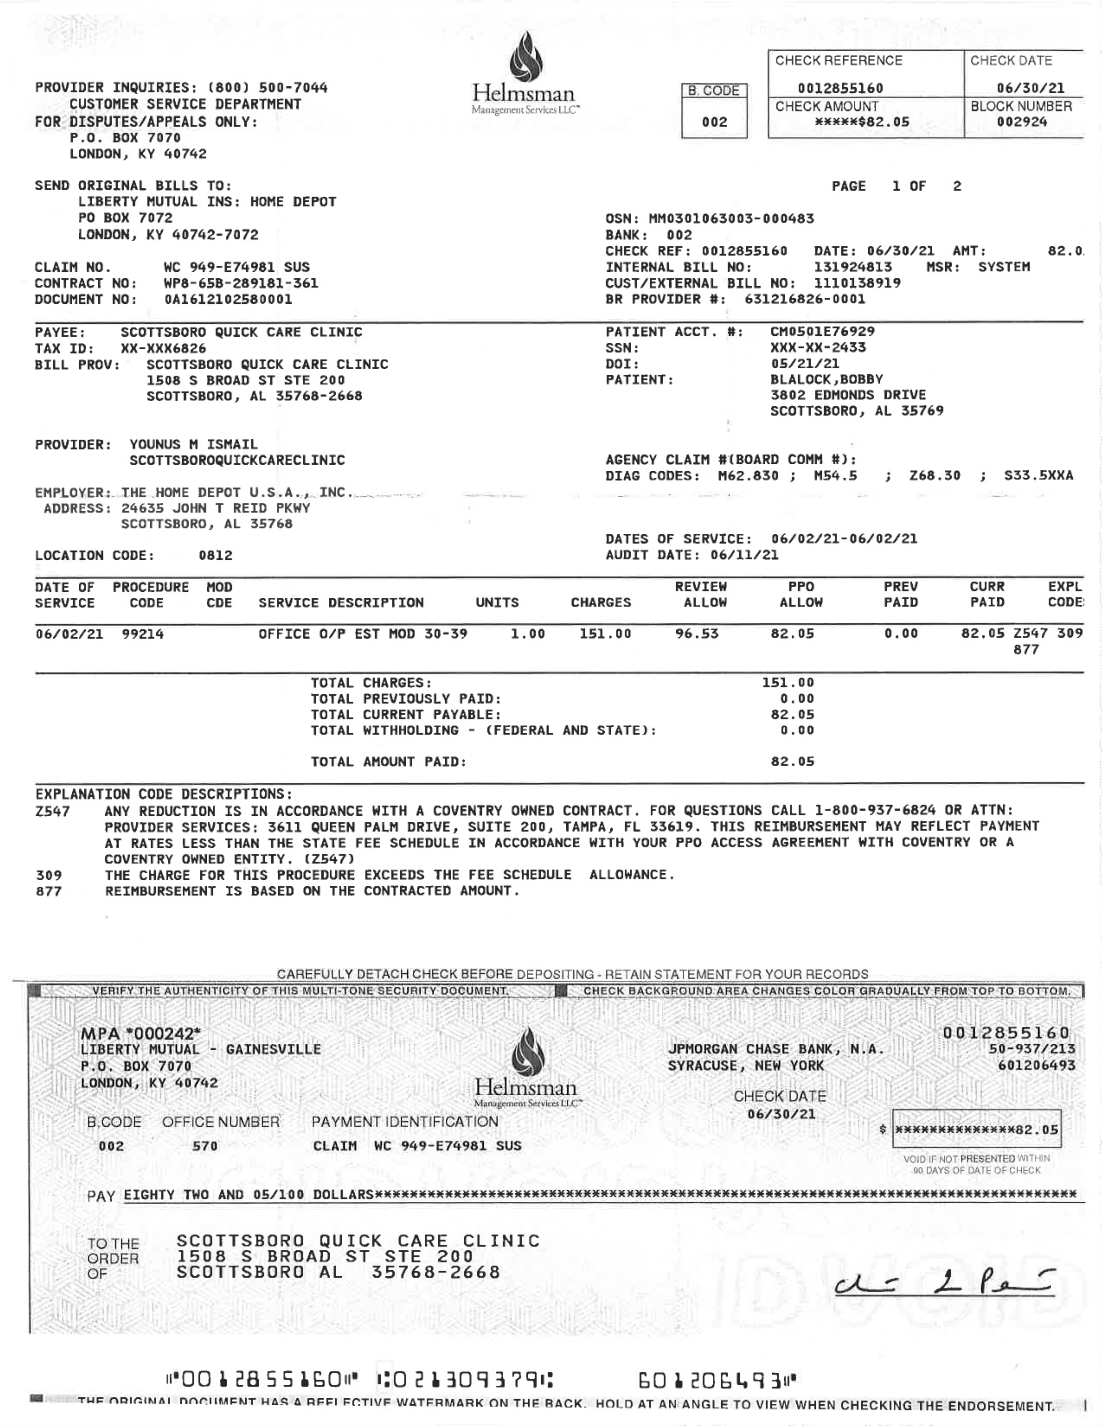 Helmsman
Management Services LLC
CHECK REFERENCE CHECK DATE
PROVIDER INQUIRIES: (800) 500-7044 B. CODE 0012855160 06/30/21
CUSTOMER SERVICE DEPARTMENT CHECK AMOUNT BLOCK NUMBER
FOR DISPUTES/APPEALS ONLY: 002 *****$82.05 002924
P.O. BOX 7070
LONDON, KY 40742
SEND ORIGINAL BILLS TO: PAGE 1 OF 2
LIBERTY MUTUAL INS: HOME DEPOT
PO BOX 7072 OSN: MM0301063003-000483
LONDON, KY 40742-7072 BANK: 002
CHECK REF: 0012855160 DATE: 06/30/21 AMT: 82.0
CLAIM NO. WC 949-E74981 SUS INTERNAL BILL NO: 131924813 MSR: SYSTEM
CONTRACT NO: WP8-65B-289181-361 CUST/EXTERNAL BILL NO: 1110138919
DOCUMENT NO: 0A1612102580001 BR PROVIDER #: 631216826-0001
PAYEE: SCOTTSBORO QUICK CARE CLINIC PATIENT ACCT. #: CM0501E76929
TAX ID: XX-XXX6826 SSN: XXX-XX-2433
BILL PROV: SCOTTSBORO QUICK CARE CLINIC DOI: 05/21/21
1508 S BROAD ST STE 200 PATIENT: BLALOCK,BOBBY
SCOTTSBORO, AL 35768-2668 3802 EDMONDS DRIVE
SCOTTSBORO, AL 35769
PROVIDER: YOUNUS M ISMAIL
SCOTTSBOROQUICKCARECLINIC AGENCY CLAIM #(BOARD COMM #):
DIAG CODES: M62.830 ; M54.5 ; Z68.30 ; S33.5XXA
EMPLOYER: THE HOME DEPOT U.S.A., INC.
ADDRESS: 24635 JOHN T REID PKWY
SCOTTSBORO, AL 35768
DATES OF SERVICE: 06/02/21-06/02/21
LOCATION CODE: 0812 AUDIT DATE: 06/11/21
DATE OF PROCEDURE MOD REVIEW PPO PREV CURR EXPL
SERVICE CODE CDE SERVICE DESCRIPTION UNITS CHARGES ALLOW ALLOW PAID PAID CODE
06/02/21 99214 OFFICE O/P EST MOD 30-39 1.00 151.00 96.53 82.05 0.00 82.05 Z547 309
877
TOTAL CHARGES: 151.00
TOTAL PREVIOUSLY PAID: 0.00
TOTAL CURRENT PAYABLE: 82.05
TOTAL WITHHOLDING - (FEDERAL AND STATE): 0.00
TOTAL AMOUNT PAID: 82.05
EXPLANATION CODE DESCRIPTIONS:
Z547 ANY REDUCTION IS IN ACCORDANCE WITH A COVENTRY OWNED CONTRACT. FOR QUESTIONS CALL 1-800-937-6824 OR ATTN:
PROVIDER SERVICES: 3611 QUEEN PALM DRIVE, SUITE 200, TAMPA, FL 33619. THIS REIMBURSEMENT MAY REFLECT PAYMENT
AT RATES LESS THAN THE STATE FEE SCHEDULE IN ACCORDANCE WITH YOUR PPO ACCESS AGREEMENT WITH COVENTRY OR A
COVENTRY OWNED ENTITY. (Z547)
309 THE CHARGE FOR THIS PROCEDURE EXCEEDS THE FEE SCHEDULE ALLOWANCE.
877 REIMBURSEMENT IS BASED ON THE CONTRACTED AMOUNT.
CAREFULLY DETACH CHECK BEFORE DEPOSITING - RETAIN STATEMENT FOR YOUR RECORDS
VERIFY THE AUTHENTICITY OF THIS MULTI-TONE SECURITY DOCUMENT. CHECK BACKGROUND AREA CHANGES COLOR GRADUALLY FROM TOP TO BOTTOM.
MPA *000242* 0012855160
LIBERTY MUTUAL - GAINESVILLE JPMORGAN CHASE BANK, N.A. 50-937/213
P.O. BOX 7070 SYRACUSE, NEW YORK 601206493
LONDON, KY 40742 Helmsman
Management Services LLC CHECK DATE
06/30/21
B.CODE OFFICE NUMBER PAYMENT IDENTIFICATION $ **************82.05
002 570 CLAIM WC 949-E74981 SUS
VOID IF NOT PRESENTED WITHIN
90 DAYS OF DATE OF CHECK
PAY EIGHTY TWO AND 05/100 DOLLARS**********************************************************************************
TO THE SCOTTSBORO QUICK CARE CLINIC
ORDER 1508 S BROAD ST STE 200
OF SCOTTSBORO AL 35768-2668
VOID
⑈0012855160⑈ ⑆021309379⑆ 601206493⑈
THE ORIGINAL DOCUMENT HAS A REFLECTIVE WATERMARK ON THE BACK. HOLD AT AN ANGLE TO VIEW WHEN CHECKING THE ENDORSEMENT.